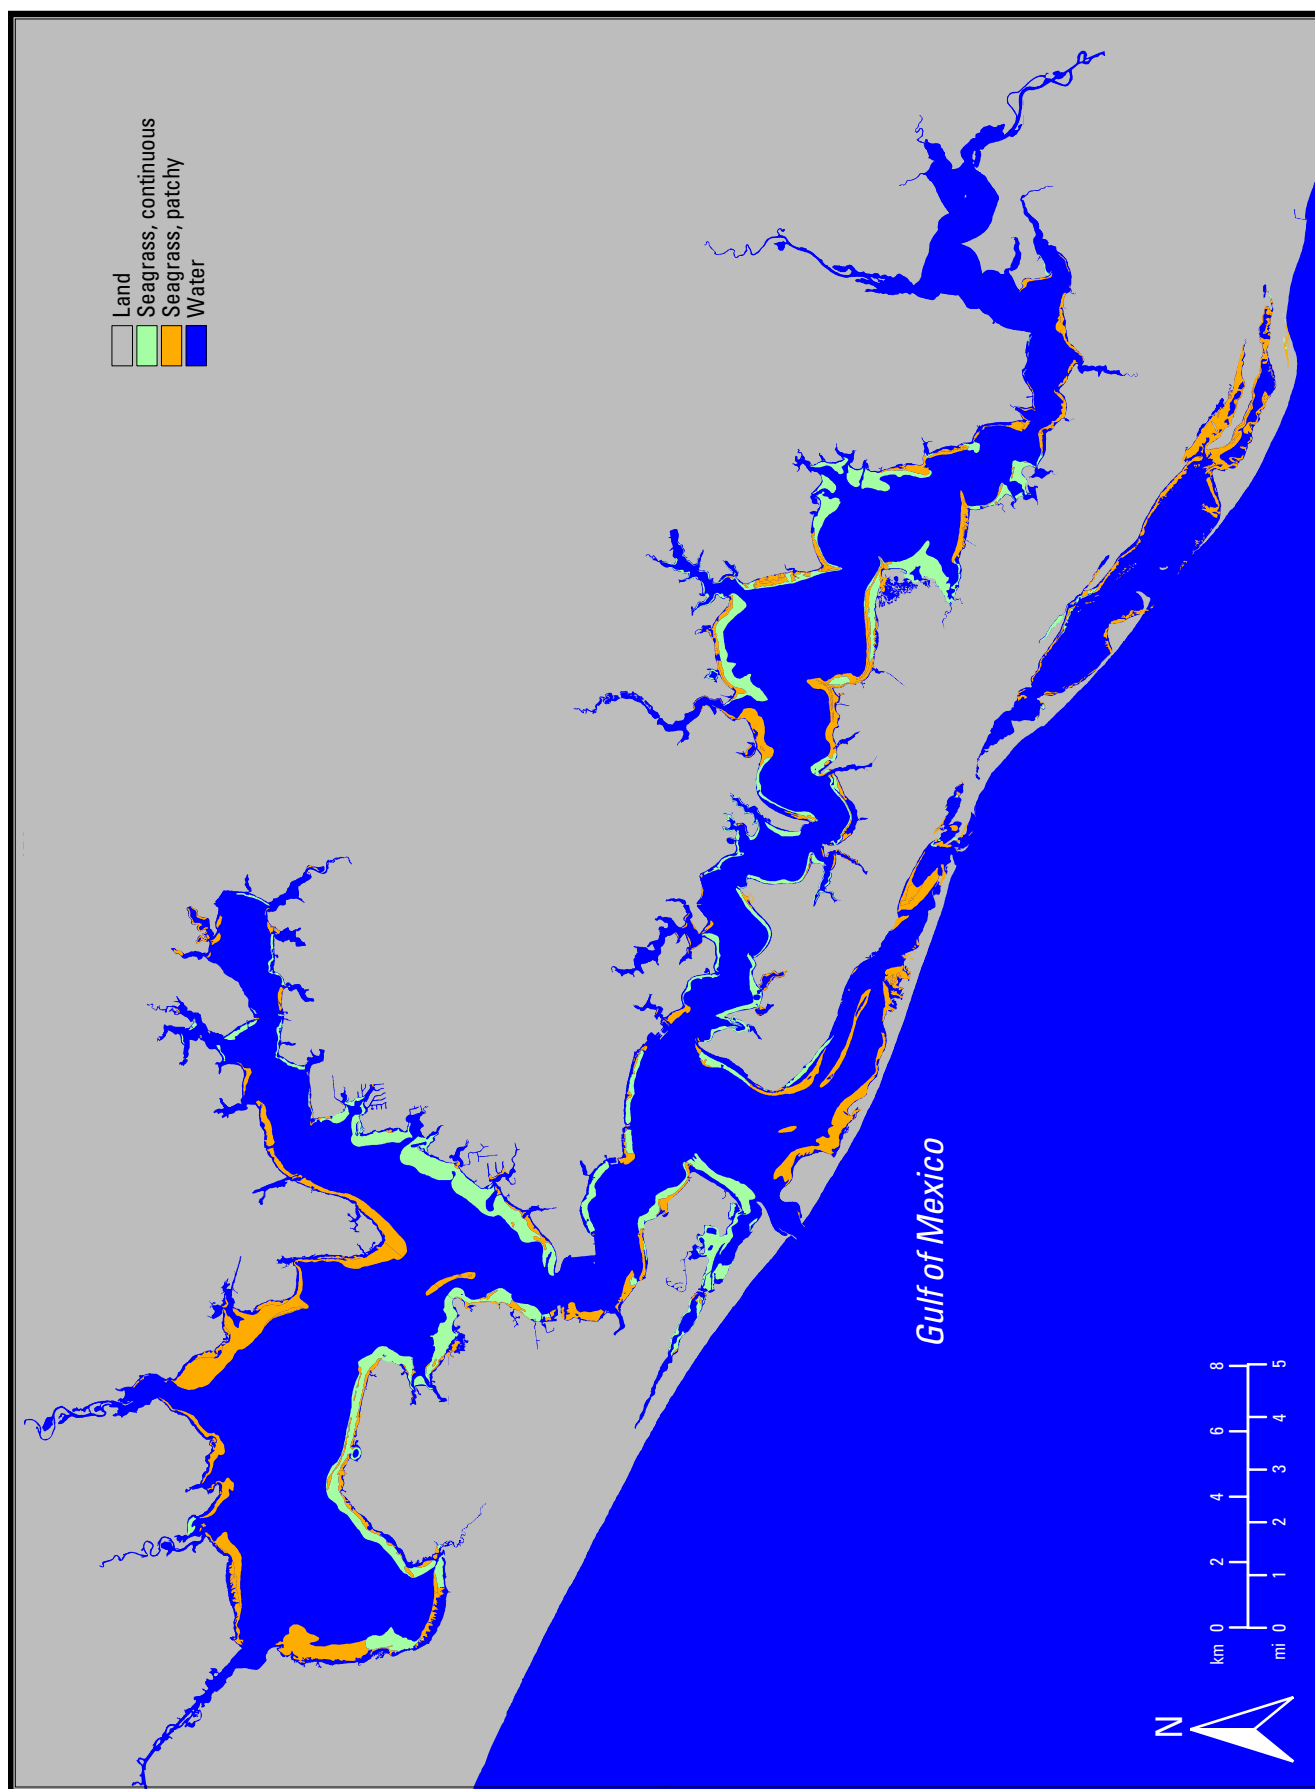 Land
Seagrass, continuous
Seagrass, patchy
Water
Gulf of Mexico
km 0 2 4 6 8
mi 0 1 2 3 4 5
N